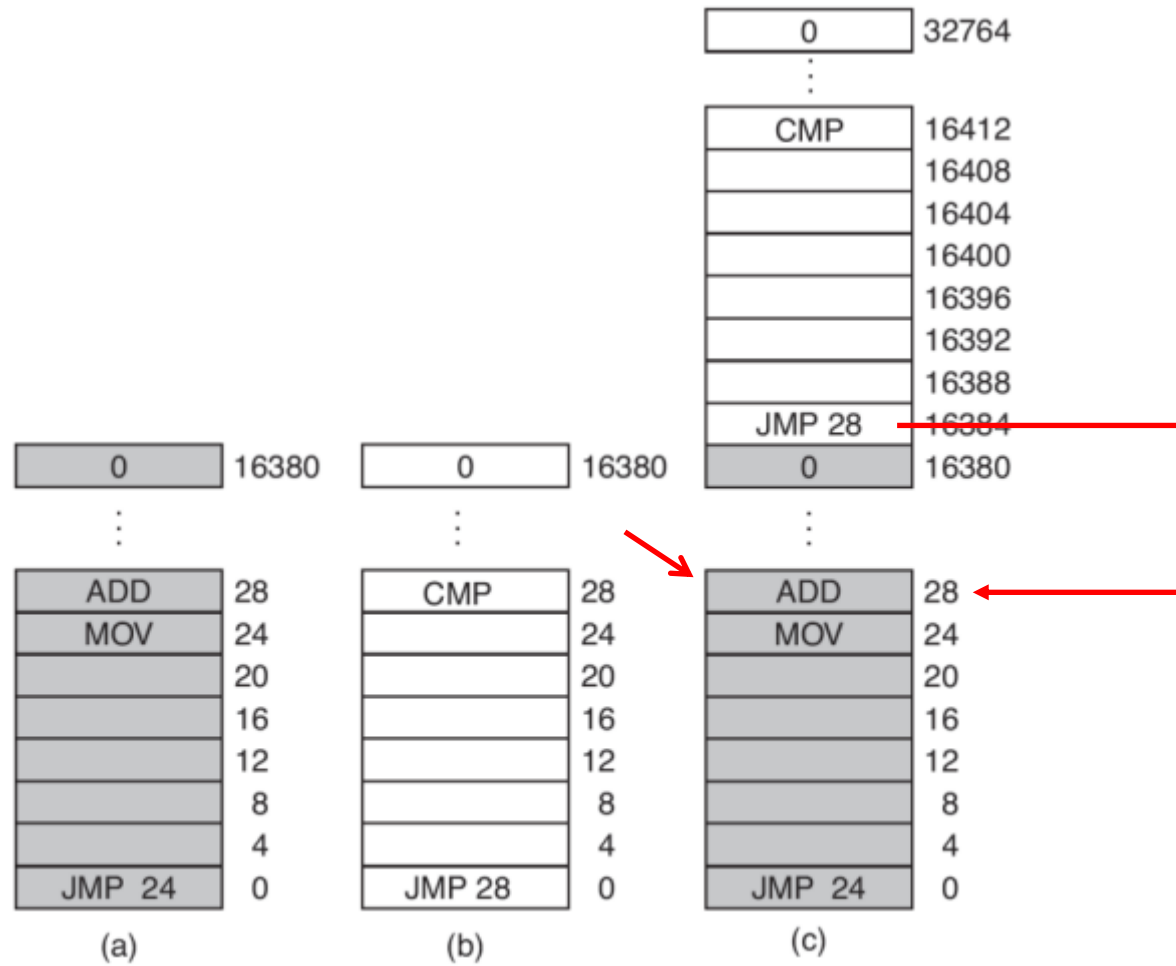 0 32764
⋮
CMP 16412
16408
16404
16400
16396
16392
16388
JMP 28 16384
0 16380 0 16380 0 16380
⋮ ⋮ ⋮
ADD 28 CMP 28 ADD 28
MOV 24 24 MOV 24
20 20 20
16 16 16
12 12 12
8 8 8
4 4 4
JMP 24 0 JMP 28 0 JMP 24 0
(a) (b) (c)